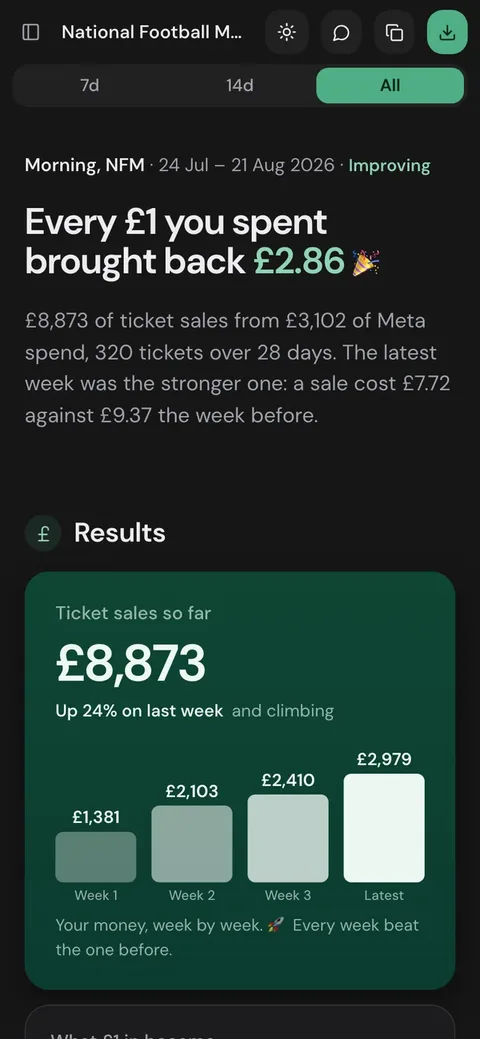 National Football M...
7d 14d All
Morning, NFM · 24 Jul – 21 Aug 2026 · Improving
Every £1 you spent
brought back £2.86 🎉
£8,873 of ticket sales from £3,102 of Meta
spend, 320 tickets over 28 days. The latest
week was the stronger one: a sale cost £7.72
against £9.37 the week before.
£ Results
Ticket sales so far
£8,873
Up 24% on last week and climbing
£1,381 £2,103 £2,410 £2,979
Week 1 Week 2 Week 3 Latest
Your money, week by week. 🚀 Every week beat
the one before.